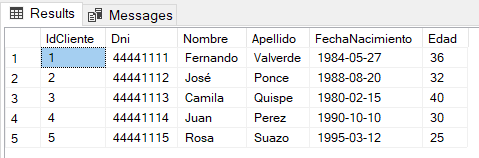 Results Messages
IdCliente Dni Nombre Apellido FechaNacimiento Edad
1 1 44441111 Fernando Valverde 1984-05-27 36
2 2 44441112 José Ponce 1988-08-20 32
3 3 44441113 Camila Quispe 1980-02-15 40
4 4 44441114 Juan Perez 1990-10-10 30
5 5 44441115 Rosa Suazo 1995-03-12 25